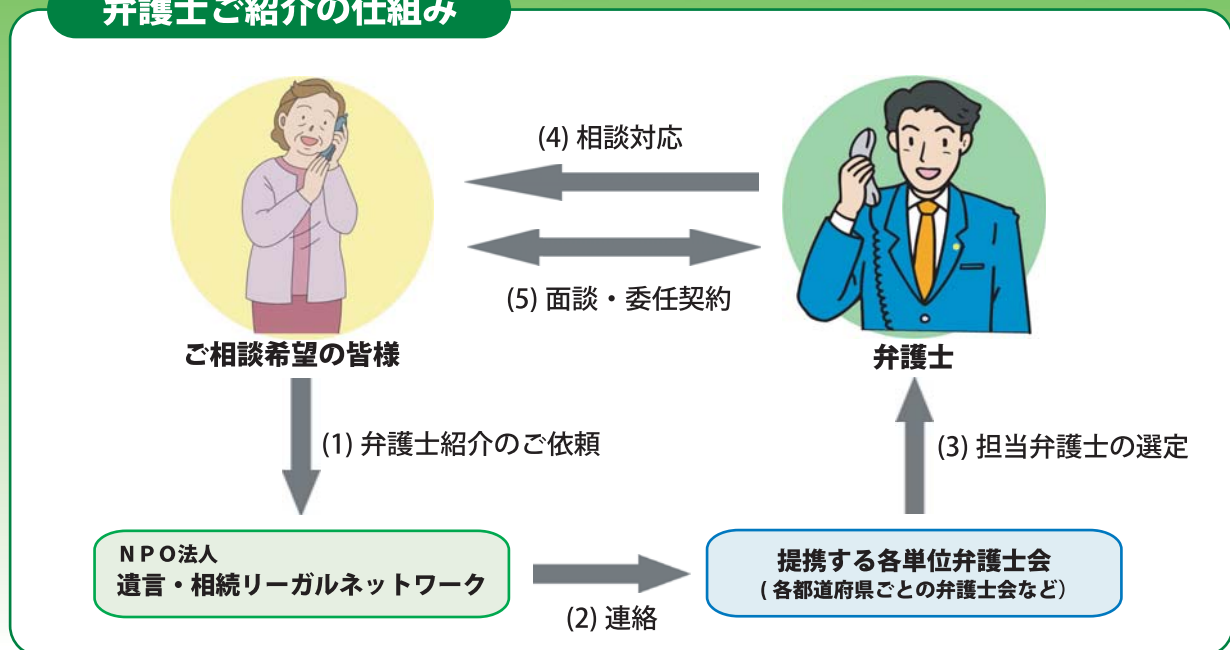 弁護士ご紹介の仕組み
(4) 相談対応
(5) 面談・委任契約
ご相談希望の皆様
弁護士
(1) 弁護士紹介のご依頼
(3) 担当弁護士の選定
ＮＰＯ法人
遺言・相続リーガルネットワーク
(2) 連絡
提携する各単位弁護士会
( 各都道府県ごとの弁護士会など）